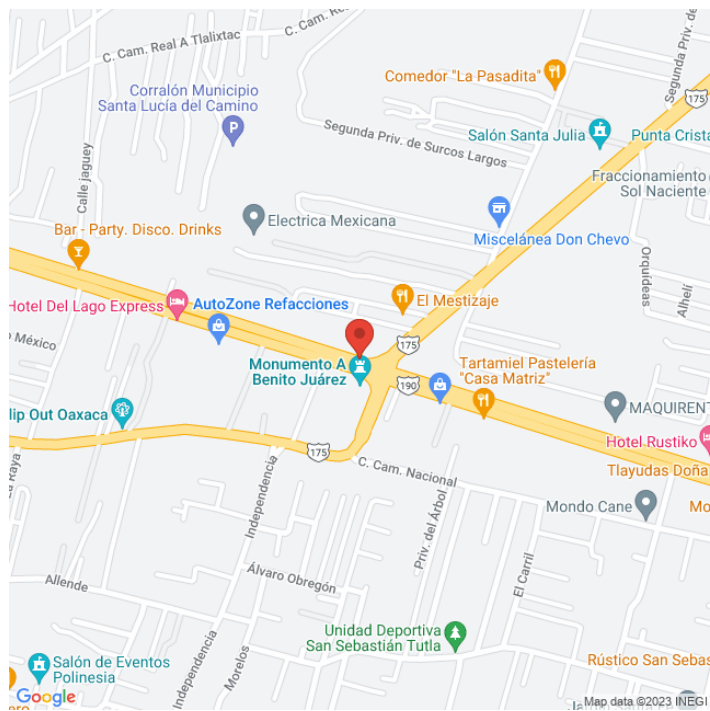 C. Cam. Real A Tlalixtac
C. Cam. Re
Segunda Priv. de
175
Comedor "La Pasadita"
Corralón Municipio
Santa Lucía del Camino
P
Segunda Priv. de Surcos Largos
Salón Santa Julia
Punta Crista
Fraccionamiento
Sol Naciente
Calle jaguey
Electrica Mexicana
Bar - Party. Disco. Drinks
Miscelánea Don Chevo
Orquídeas
Alhelí
Hotel Del Lago Express
AutoZone Refacciones
El Mestizaje
o México
175
Monumento A
Benito Juárez
Tartamiel Pastelería
"Casa Matriz"
190
MAQUIRENT
lip Out Oaxaca
Hotel Rustiko
175
C. Cam. Nacional
Tlayudas Doña
La Raya
Independencia
Priv. del Árbol
Mondo Cane
Mo
El Carril
Álvaro Obregón
Allende
Independencia
Morelos
Unidad Deportiva
San Sebastián Tutla
Salón de Eventos
Polinesia
Rústico San Sebas
ero
Google
Map data ©2023 INEGI